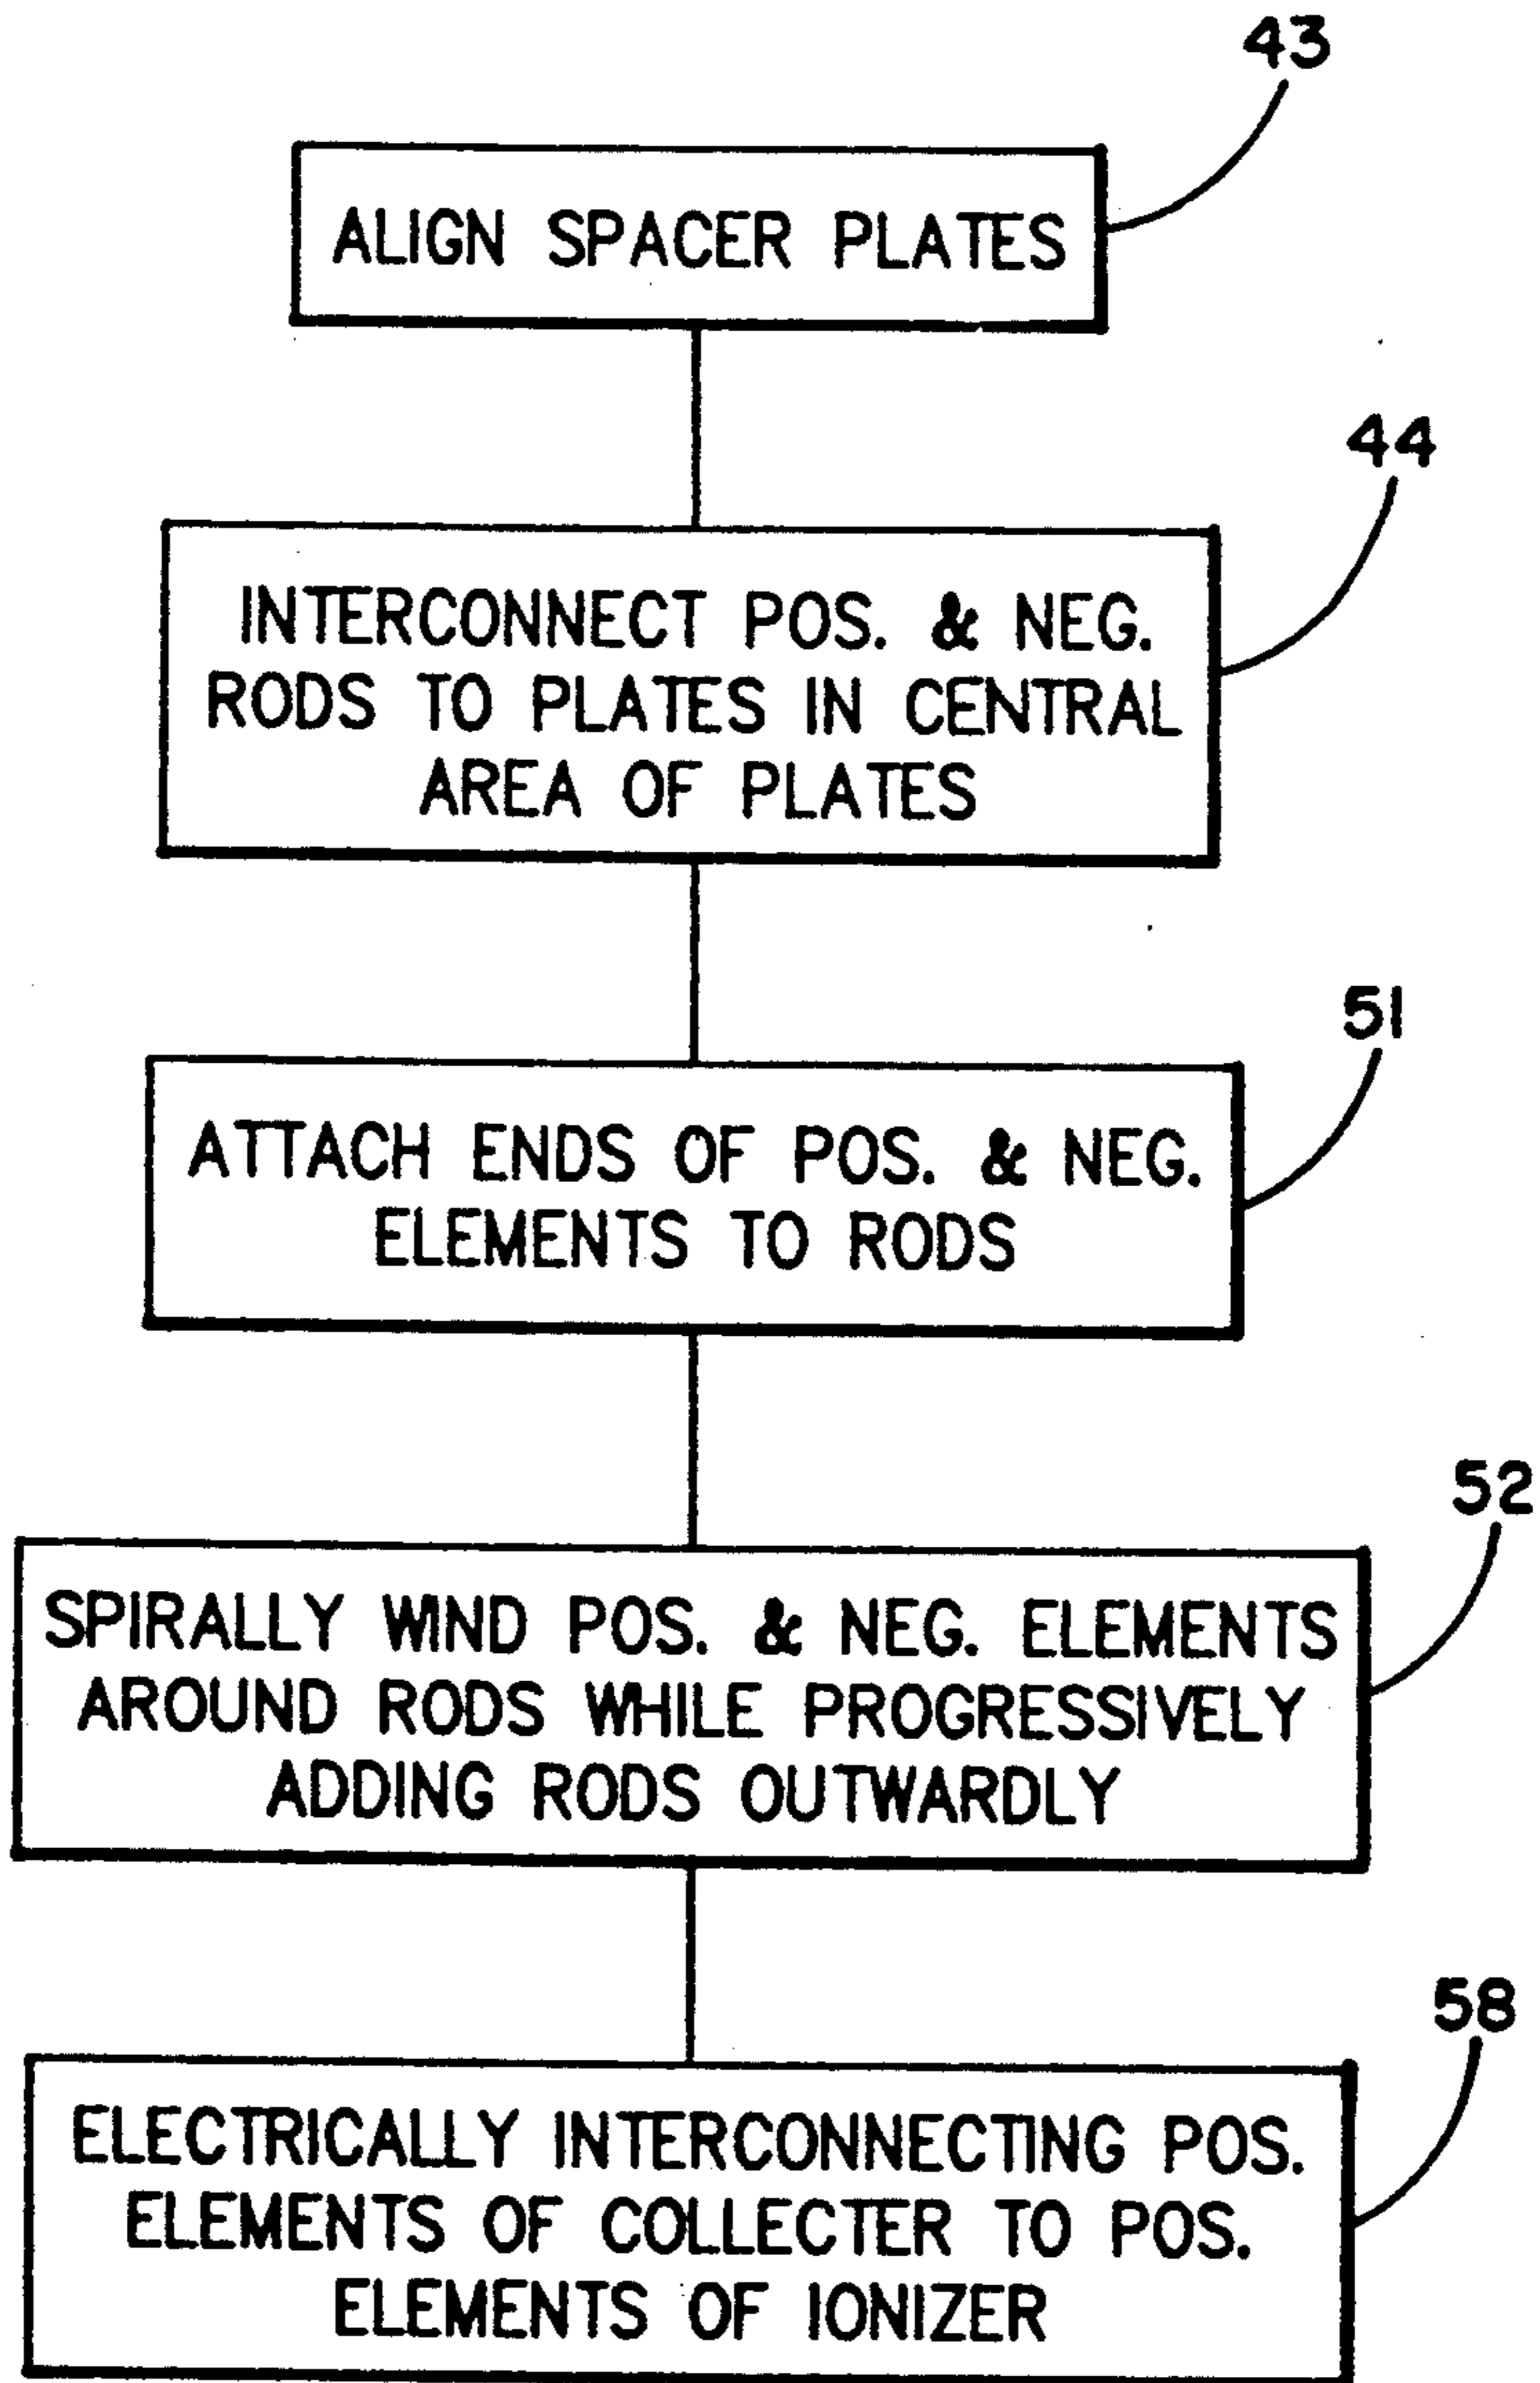 43
ALIGN SPACER PLATES
44
INTERCONNECT POS. & NEG.
RODS TO PLATES IN CENTRAL
AREA OF PLATES
51
ATTACH ENDS OF POS. & NEG.
ELEMENTS TO RODS
52
SPIRALLY WIND POS. & NEG. ELEMENTS
AROUND RODS WHILE PROGRESSIVELY
ADDING RODS OUTWARDLY
58
ELECTRICALLY INTERCONNECTING POS.
ELEMENTS OF COLLECTER TO POS.
ELEMENTS OF IONIZER